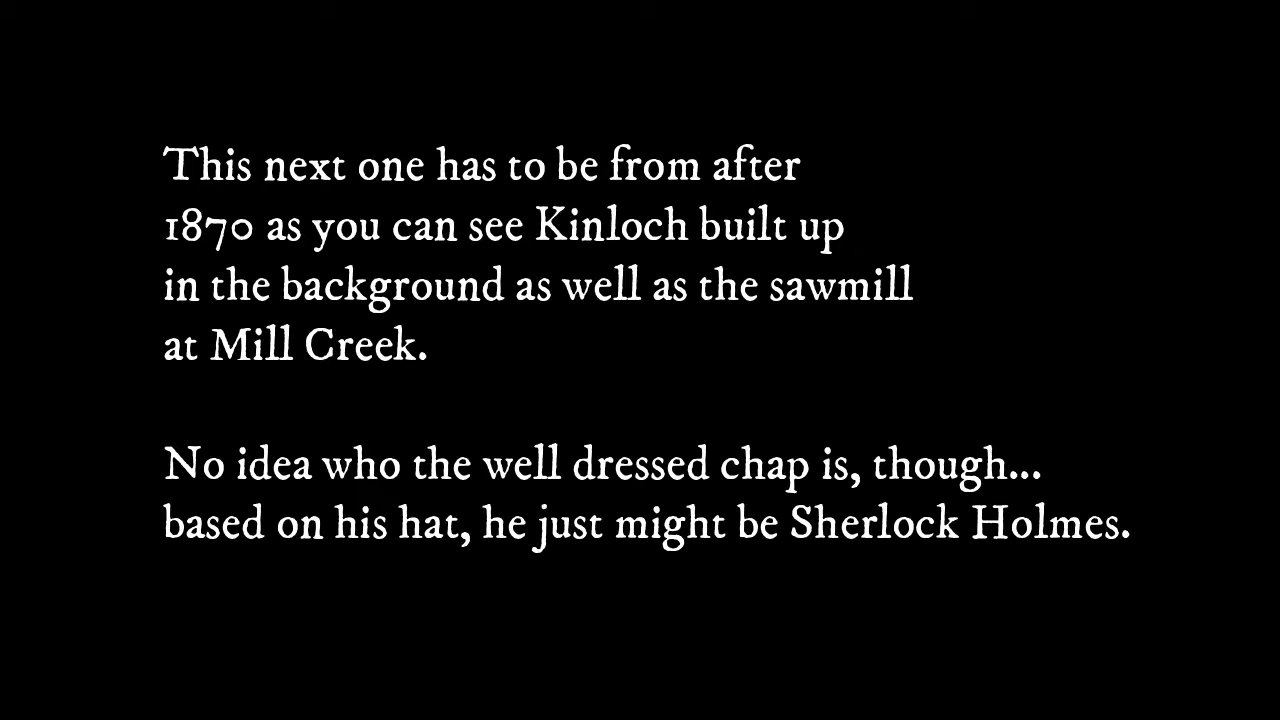 This next one has to be from after
1870 as you can see Kinloch built up
in the background as well as the sawmill
at Mill Creek.
No idea who the well dressed chap is, though...
based on his hat, he just might be Sherlock Holmes.